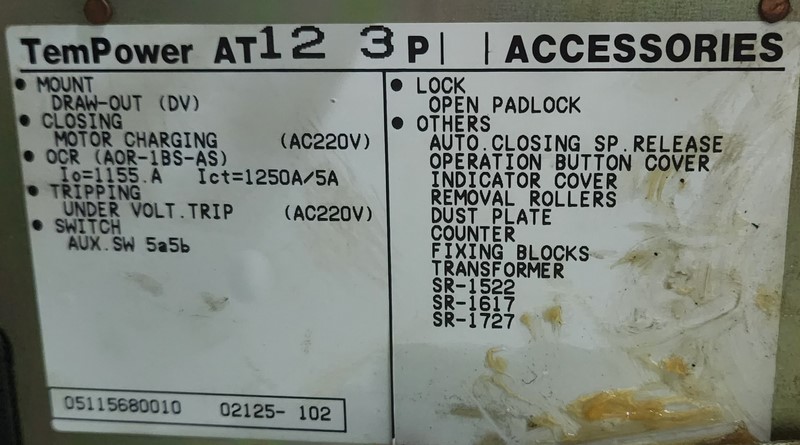 TemPower AT12 3P ACCESSORIES
● MOUNT
DRAW-OUT (DV)
● CLOSING
MOTOR CHARGING (AC220V)
● OCR (AOR-1BS-AS)
Io=1155.A Ict=1250A/5A
● TRIPPING
UNDER VOLT.TRIP (AC220V)
● SWITCH
AUX.SW 5a5b
05115680010 02125- 102
● LOCK
OPEN PADLOCK
● OTHERS
AUTO.CLOSING SP.RELEASE
OPERATION BUTTON COVER
INDICATOR COVER
REMOVAL ROLLERS
DUST PLATE
COUNTER
FIXING BLOCKS
TRANSFORMER
SR-1522
SR-1617
SR-1727